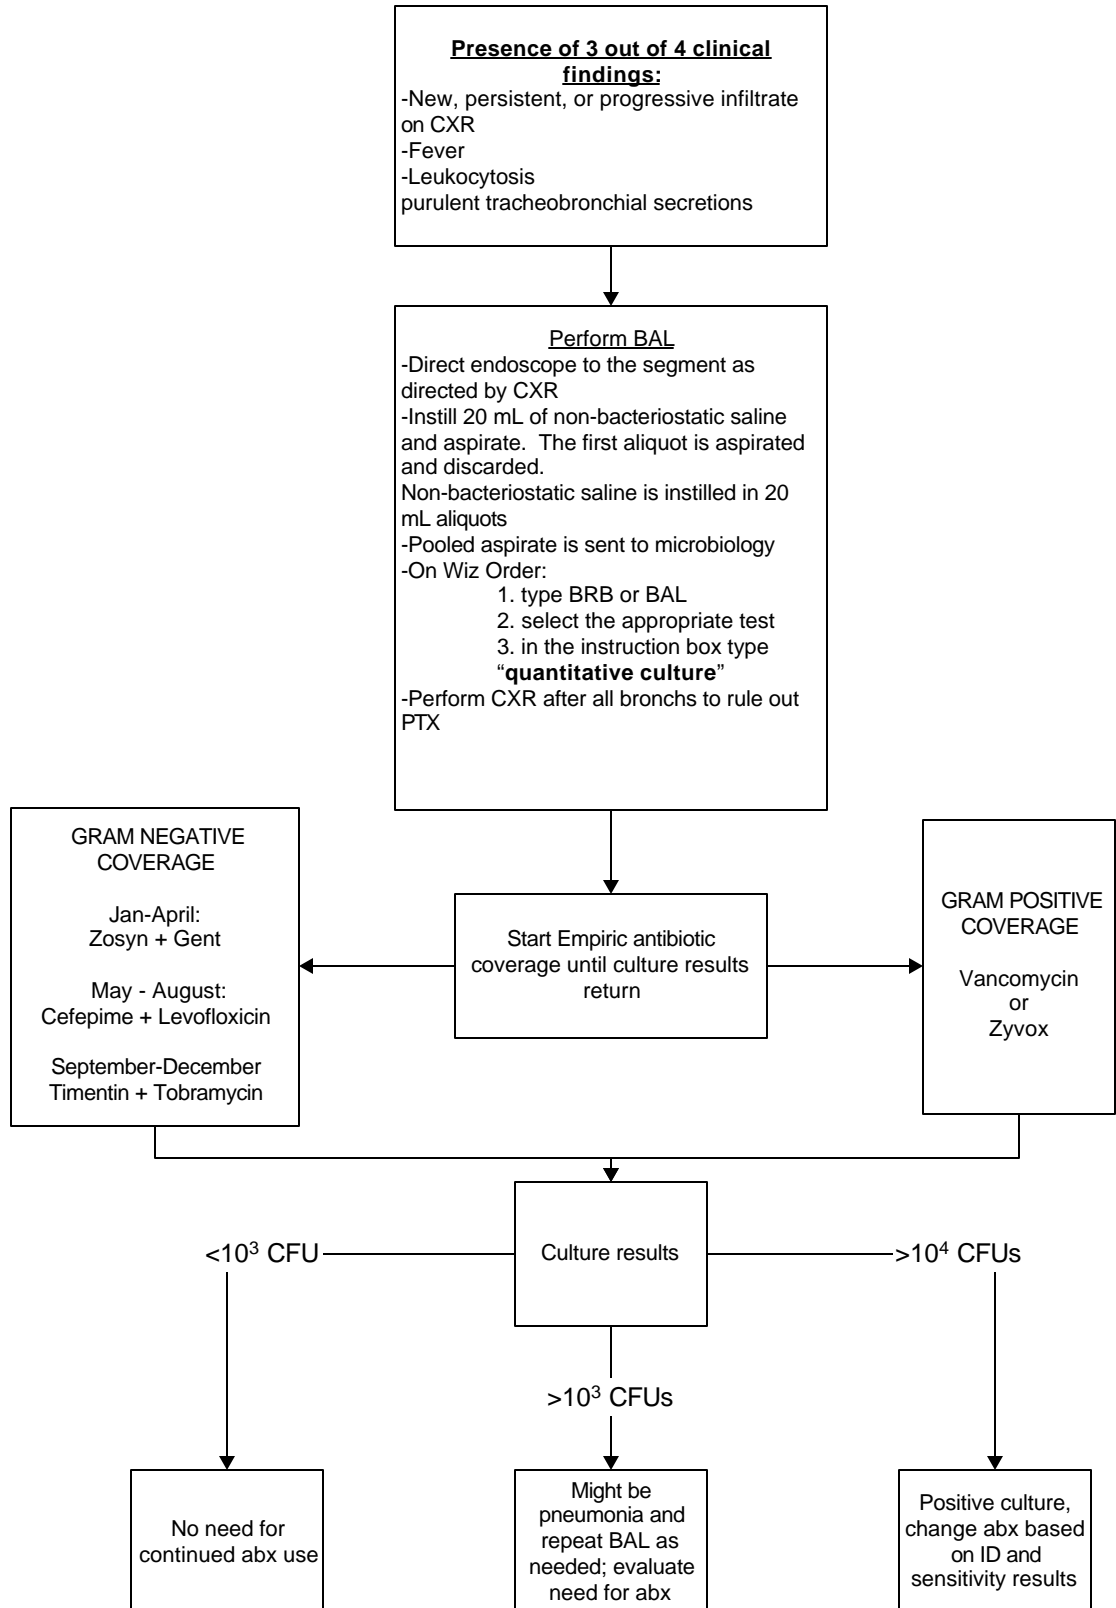 Presence of 3 out of 4 clinical
findings:
-New, persistent, or progressive infiltrate
on CXR
-Fever
-Leukocytosis
purulent tracheobronchial secretions
Perform BAL
-Direct endoscope to the segment as
directed by CXR
-Instill 20 mL of non-bacteriostatic saline
and aspirate.  The first aliquot is aspirated
and discarded.
Non-bacteriostatic saline is instilled in 20
mL aliquots
-Pooled aspirate is sent to microbiology
-On Wiz Order:
1. type BRB or BAL
2. select the appropriate test
3. in the instruction box type
“quantitative culture”
-Perform CXR after all bronchs to rule out
PTX
GRAM NEGATIVE
COVERAGE
Jan-April:
Zosyn + Gent
May - August:
Cefepime + Levofloxicin
September-December
Timentin + Tobramycin
Start Empiric antibiotic
coverage until culture results
return
GRAM POSITIVE
COVERAGE
Vancomycin
or
Zyvox
<10³ CFU
Culture results
>10⁴ CFUs
>10³ CFUs
No need for
continued abx use
Might be
pneumonia and
repeat BAL as
needed; evaluate
need for abx
Positive culture,
change abx based
on ID and
sensitivity results